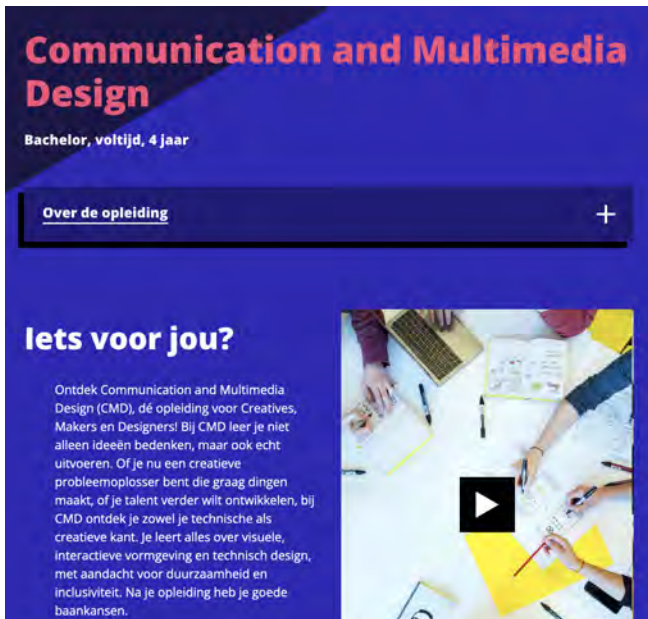 Communication and Multimedia
Design
Bachelor, voltijd, 4 jaar
Over de opleiding
Iets voor jou?
Ontdek Communication and Multimedia
Design (CMD), dé opleiding voor Creatives,
Makers en Designers! Bij CMD leer je niet
alleen ideeën bedenken, maar ook echt
uitvoeren. Of je nu een creatieve
probleemoplosser bent die graag dingen
maakt, of je talent verder wilt ontwikkelen, bij
CMD ontdek je zowel je technische als
creatieve kant. Je leert alles over visuele,
interactieve vormgeving en technisch design,
met aandacht voor duurzaamheid en
inclusiviteit. Na je opleiding heb je goede
baankansen.